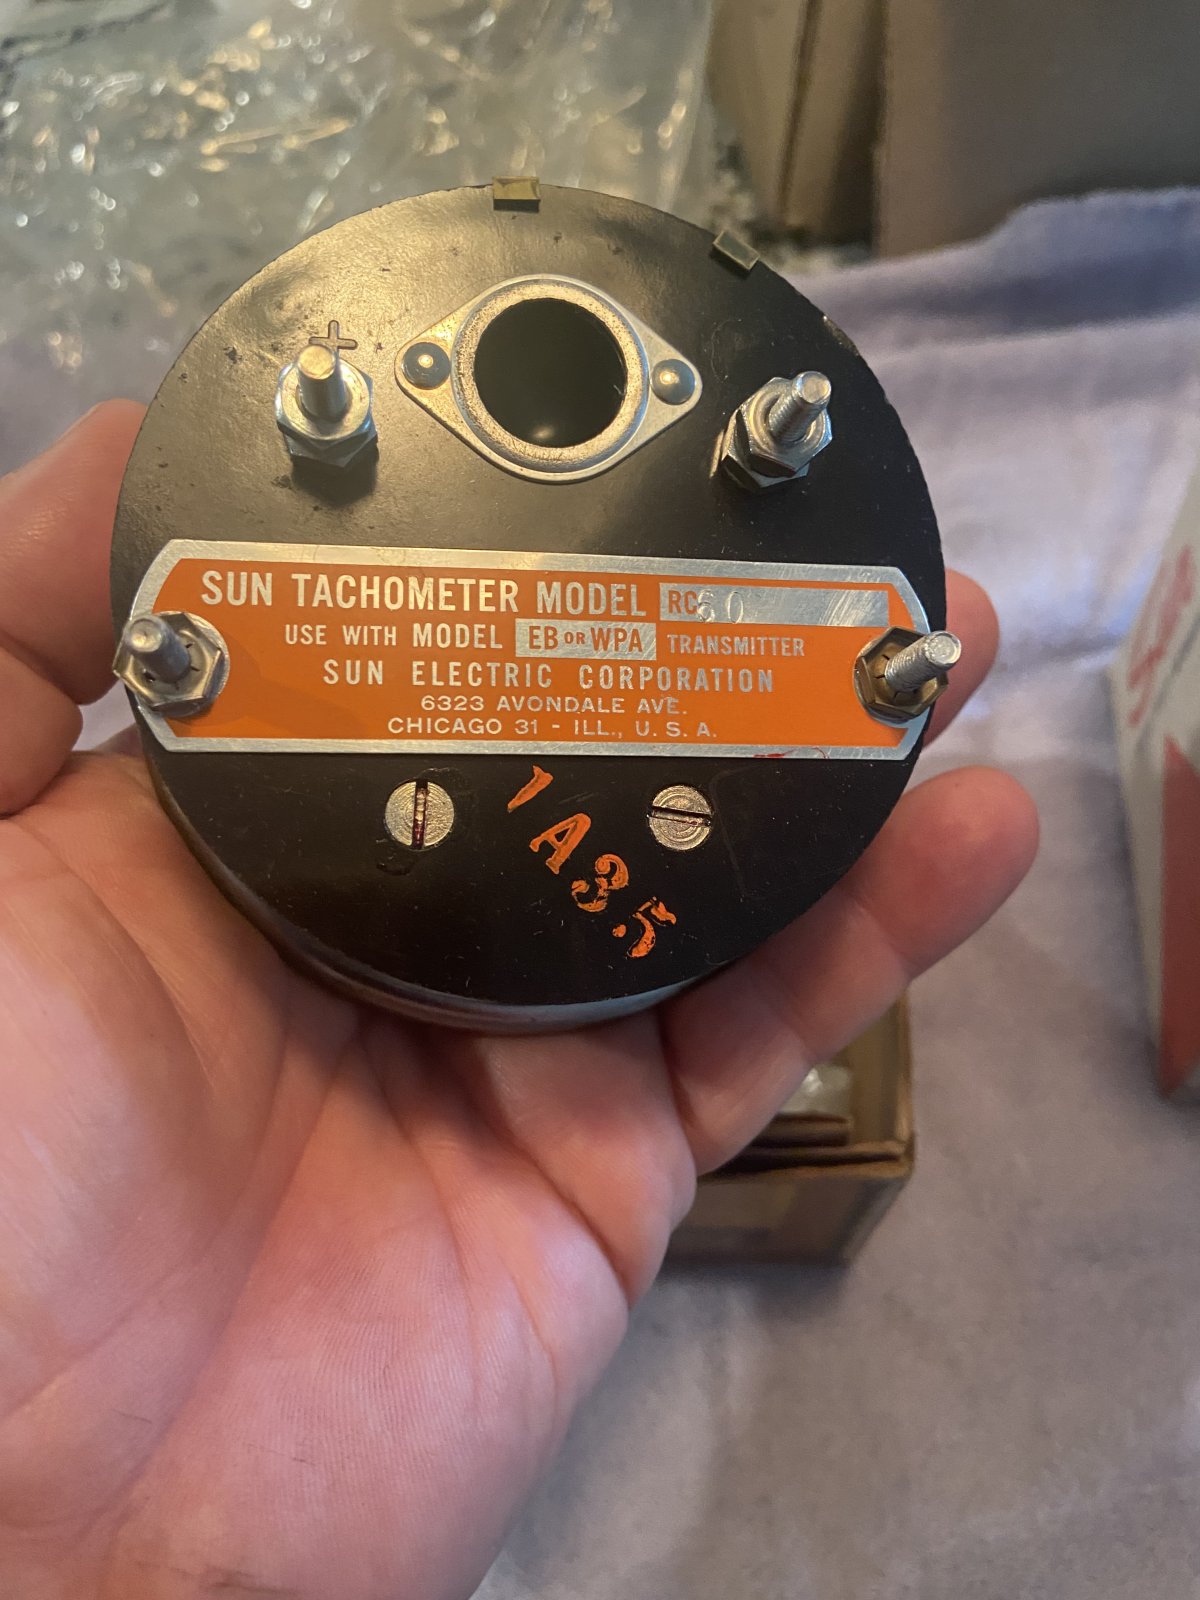 +
SUN TACHOMETER MODEL RC60
USE WITH MODEL EB OR WPA TRANSMITTER
SUN ELECTRIC CORPORATION
6323 AVONDALE AVE.
CHICAGO 31 - ILL., U. S. A.
1A35